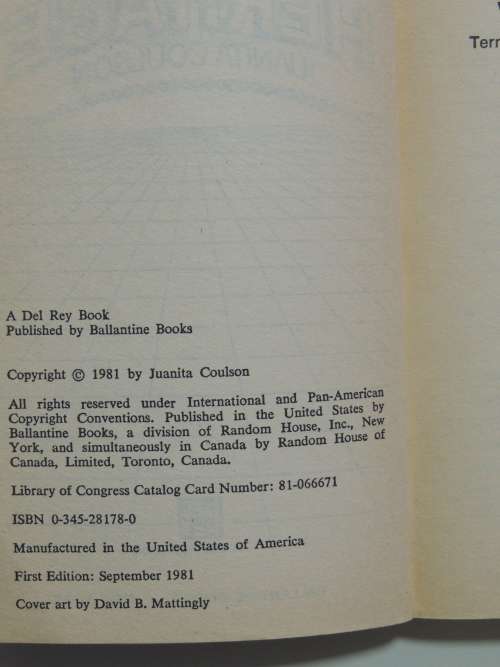 A Del Rey Book
Published by Ballantine Books
Copyright © 1981 by Juanita Coulson
All rights reserved under International and Pan-American
Copyright Conventions. Published in the United States by
Ballantine Books, a division of Random House, Inc., New
York, and simultaneously in Canada by Random House of
Canada, Limited, Toronto, Canada.
Library of Congress Catalog Card Number: 81-066671
ISBN 0-345-28178-0
Manufactured in the United States of America
First Edition: September 1981
Cover art by David B. Mattingly
Terr